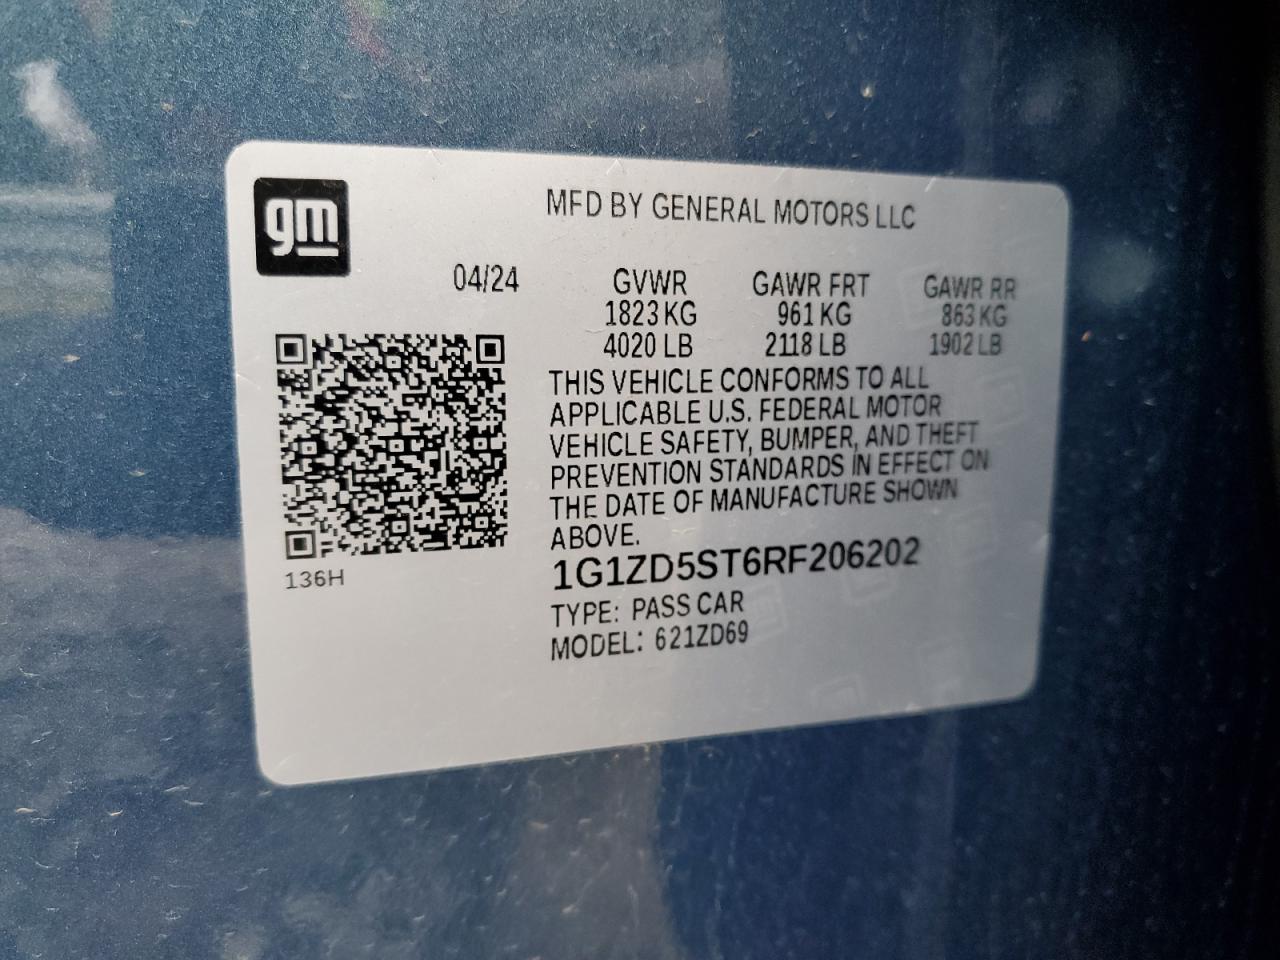 gm
MFD BY GENERAL MOTORS LLC
04/24 GVWR GAWR FRT GAWR RR
1823 KG 961 KG 863 KG
4020 LB 2118 LB 1902 LB
THIS VEHICLE CONFORMS TO ALL
APPLICABLE U.S. FEDERAL MOTOR
VEHICLE SAFETY, BUMPER, AND THEFT
PREVENTION STANDARDS IN EFFECT ON
THE DATE OF MANUFACTURE SHOWN
ABOVE.
136H
1G1ZD5ST6RF206202
TYPE: PASS CAR
MODEL: 621ZD69